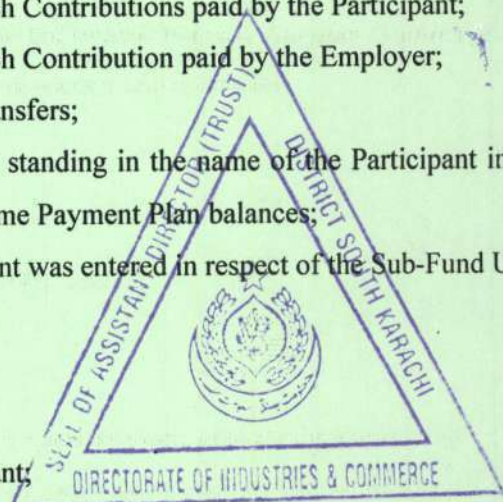 h Contributions paid by the Participant;
h Contribution paid by the Employer;
nsfers;
standing in the name of the Participant in
me Payment Plan balances;
nt was entered in respect of the Sub-Fund U
nt;
SEAL OF ASSISTANT DIRECTOR (TRUST)
DISTRICT SOUTH KARACHI
DIRECTORATE OF INDUSTRIES & COMMERCE